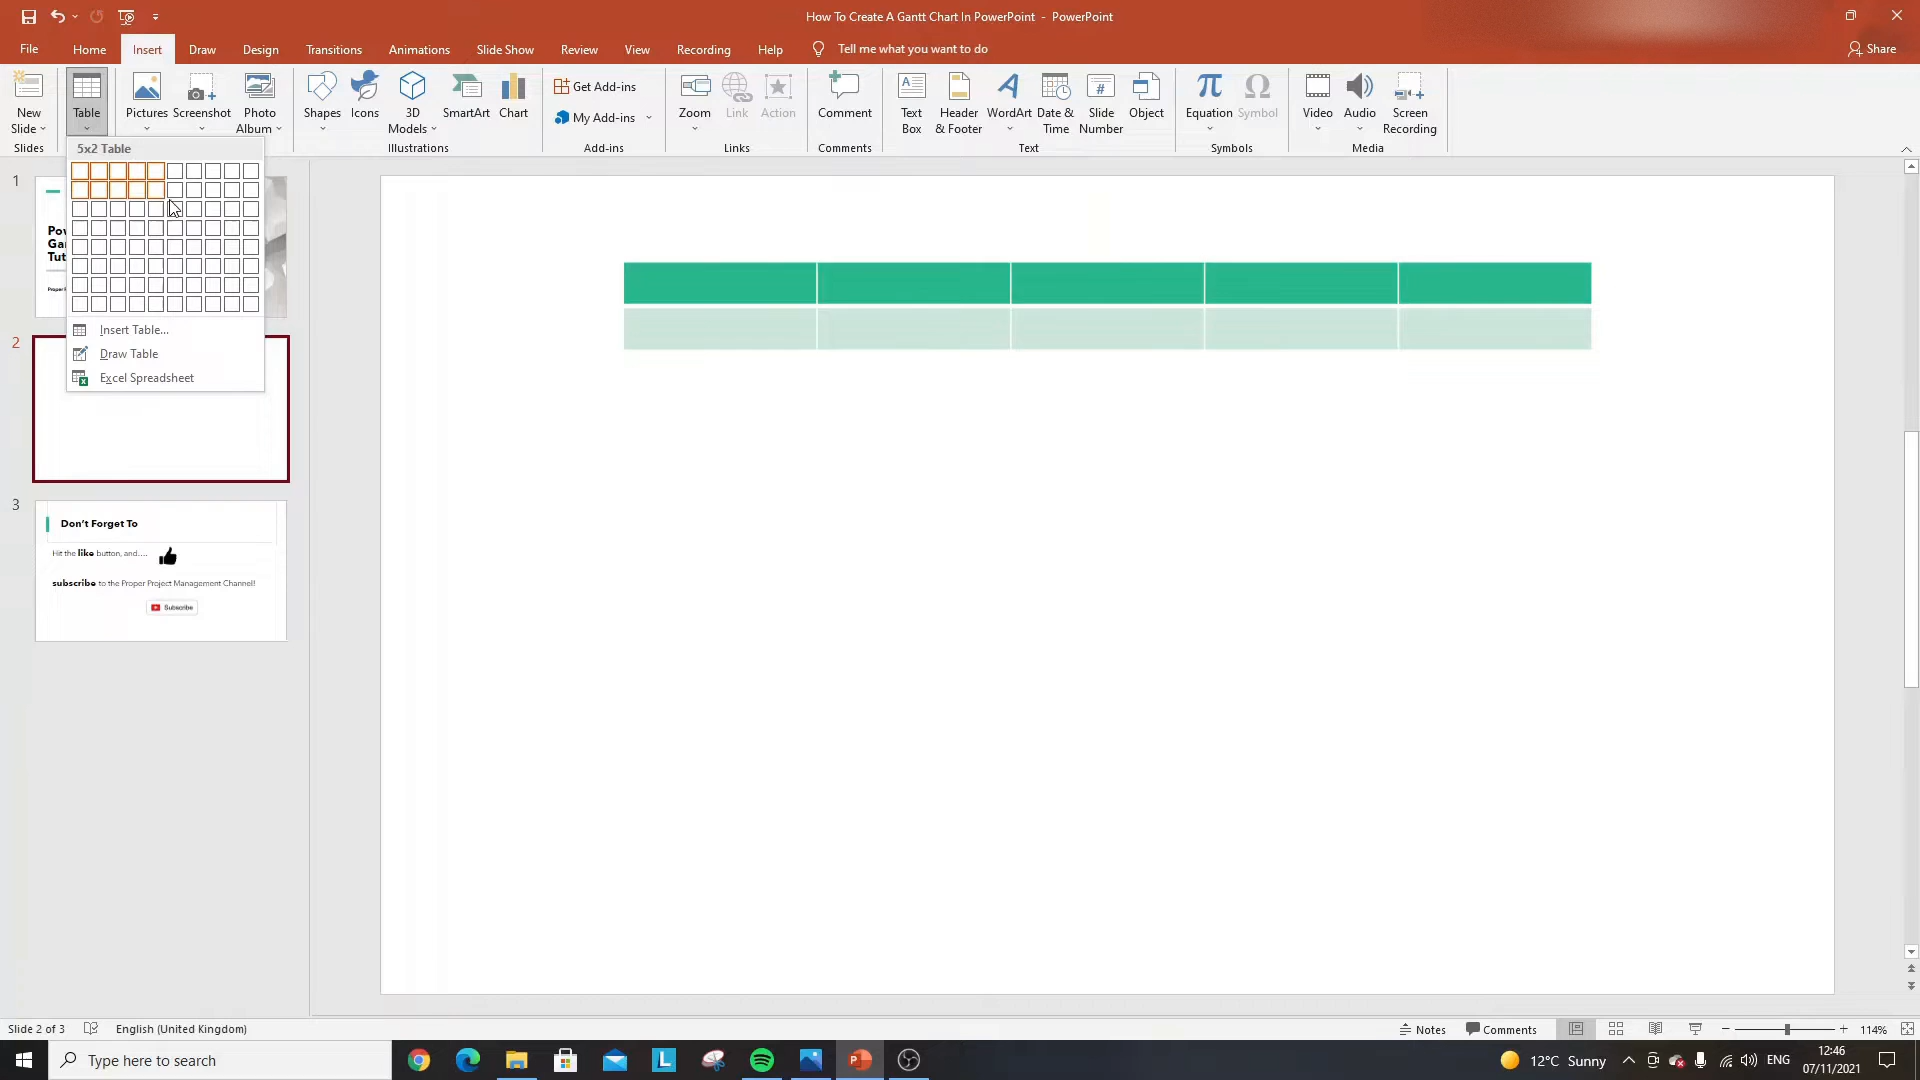 How To Create A Gantt Chart In PowerPoint - PowerPoint
File Home Insert Draw Design Transitions Animations Slide Show Review View Recording Help Tell me what you want to do Share
New Slide
Table
Pictures
Screenshot
Photo Album
Shapes
Icons
3D Models
SmartArt
Chart
Get Add-ins
My Add-ins
Zoom
Link
Action
Comment
Text Box
Header & Footer
WordArt
Date & Time
Slide Number
Object
Equation
Symbol
Video
Audio
Screen Recording
Slides
Illustrations
Add-ins
Links
Comments
Text
Symbols
Media
5x2 Table
Insert Table...
Draw Table
Excel Spreadsheet
1
2
3
Don't Forget To
Hit the like button, and....
subscribe to the Proper Project Management Channel!
Subscribe
Slide 2 of 3
English (United Kingdom)
Notes
Comments
114%
Type here to search
12°C Sunny
ENG
12:46
07/11/2021